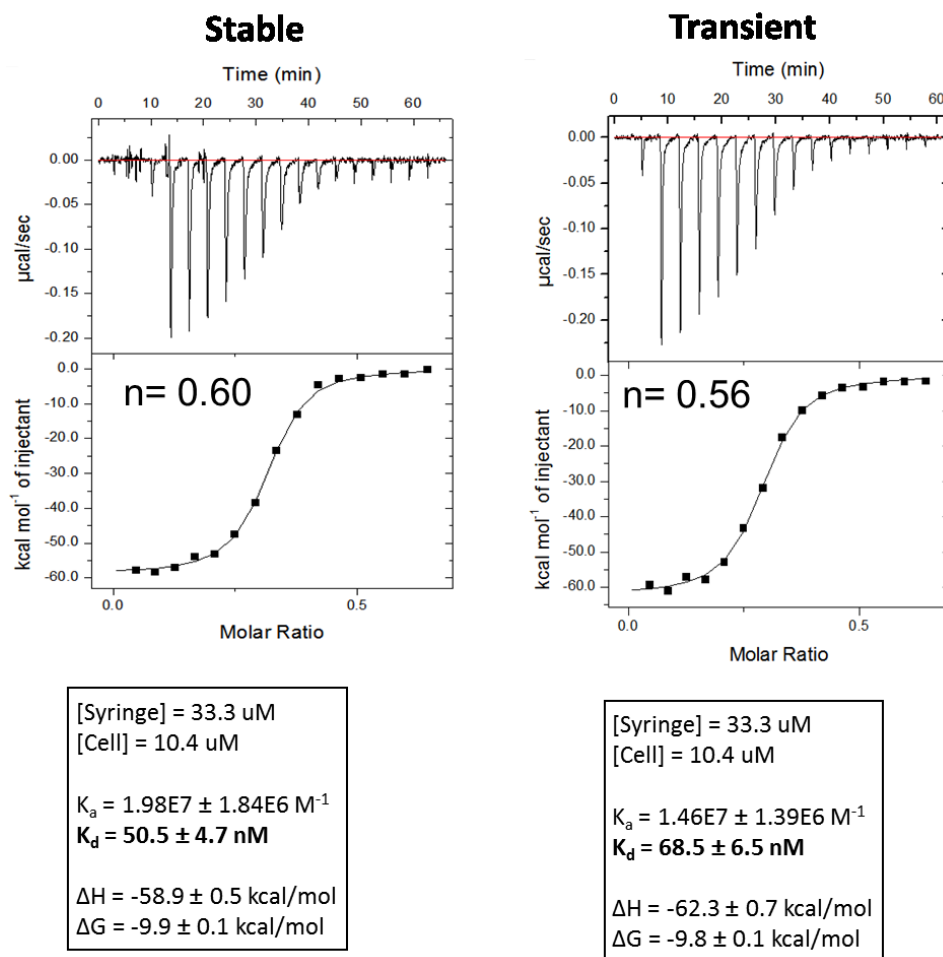 Stable
Time (min)
0 10 20 30 40 50 60
0.00
-0.05
-0.10
-0.15
-0.20
µcal/sec
0.0
-10.0
-20.0
-30.0
-40.0
-50.0
-60.0
kcal mol⁻¹ of injectant
n= 0.60
0.0 0.5
Molar Ratio
[Syringe] = 33.3 uM
[Cell] = 10.4 uM
Kₐ = 1.98E7 ± 1.84E6 M⁻¹
K_d = 50.5 ± 4.7 nM
ΔH = -58.9 ± 0.5 kcal/mol
ΔG = -9.9 ± 0.1 kcal/mol
Transient
Time (min)
0 10 20 30 40 50 60
0.00
-0.05
-0.10
-0.15
-0.20
µcal/sec
0.0
-10.0
-20.0
-30.0
-40.0
-50.0
-60.0
kcal mol⁻¹ of injectant
n= 0.56
0.0 0.5
Molar Ratio
[Syringe] = 33.3 uM
[Cell] = 10.4 uM
Kₐ = 1.46E7 ± 1.39E6 M⁻¹
K_d = 68.5 ± 6.5 nM
ΔH = -62.3 ± 0.7 kcal/mol
ΔG = -9.8 ± 0.1 kcal/mol